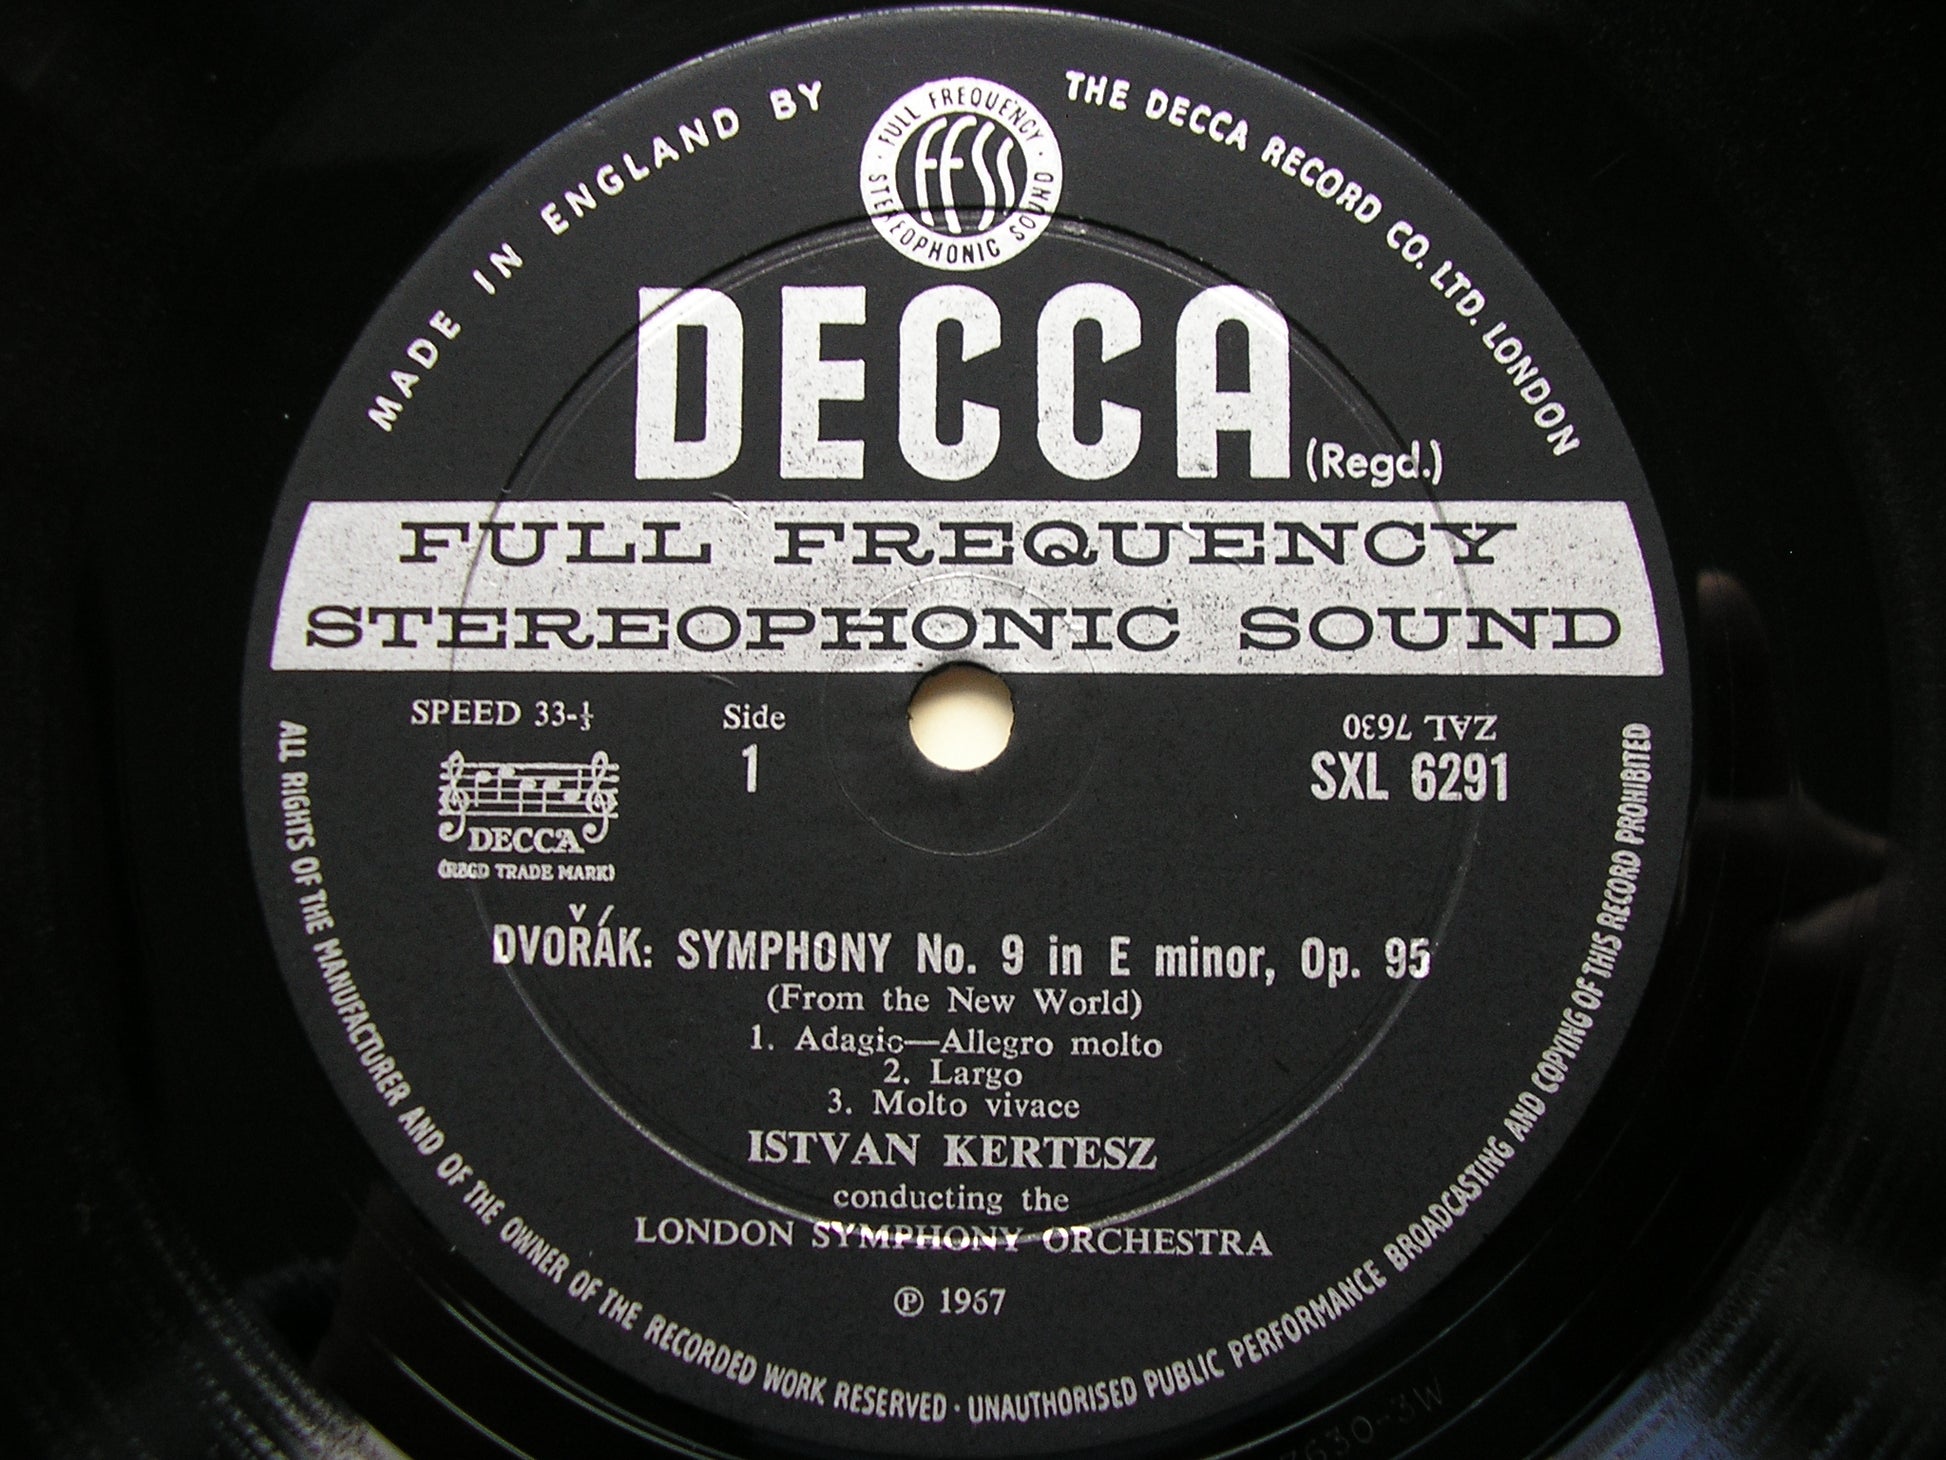 MADE IN ENGLAND BY THE DECCA RECORD CO. LTD. LONDON
FULL FREQUENCY
FFSS
STEREOPHONIC SOUND
DECCA (Regd.)
FULL FREQUENCY
STEREOPHONIC SOUND
SPEED 33-⅓
Side
1
ZAL 7630
SXL 6291
DECCA
(REGD TRADE MARK)
DVOŘÁK: SYMPHONY No. 9 in E minor, Op. 95
(From the New World)
1. Adagio—Allegro molto
2. Largo
3. Molto vivace
ISTVAN KERTESZ
conducting the
LONDON SYMPHONY ORCHESTRA
℗ 1967
ALL RIGHTS OF THE MANUFACTURER AND OF THE OWNER OF THE RECORDED WORK RESERVED · UNAUTHORISED PUBLIC PERFORMANCE BROADCASTING AND COPYING OF THIS RECORD PROHIBITED
7630-3W